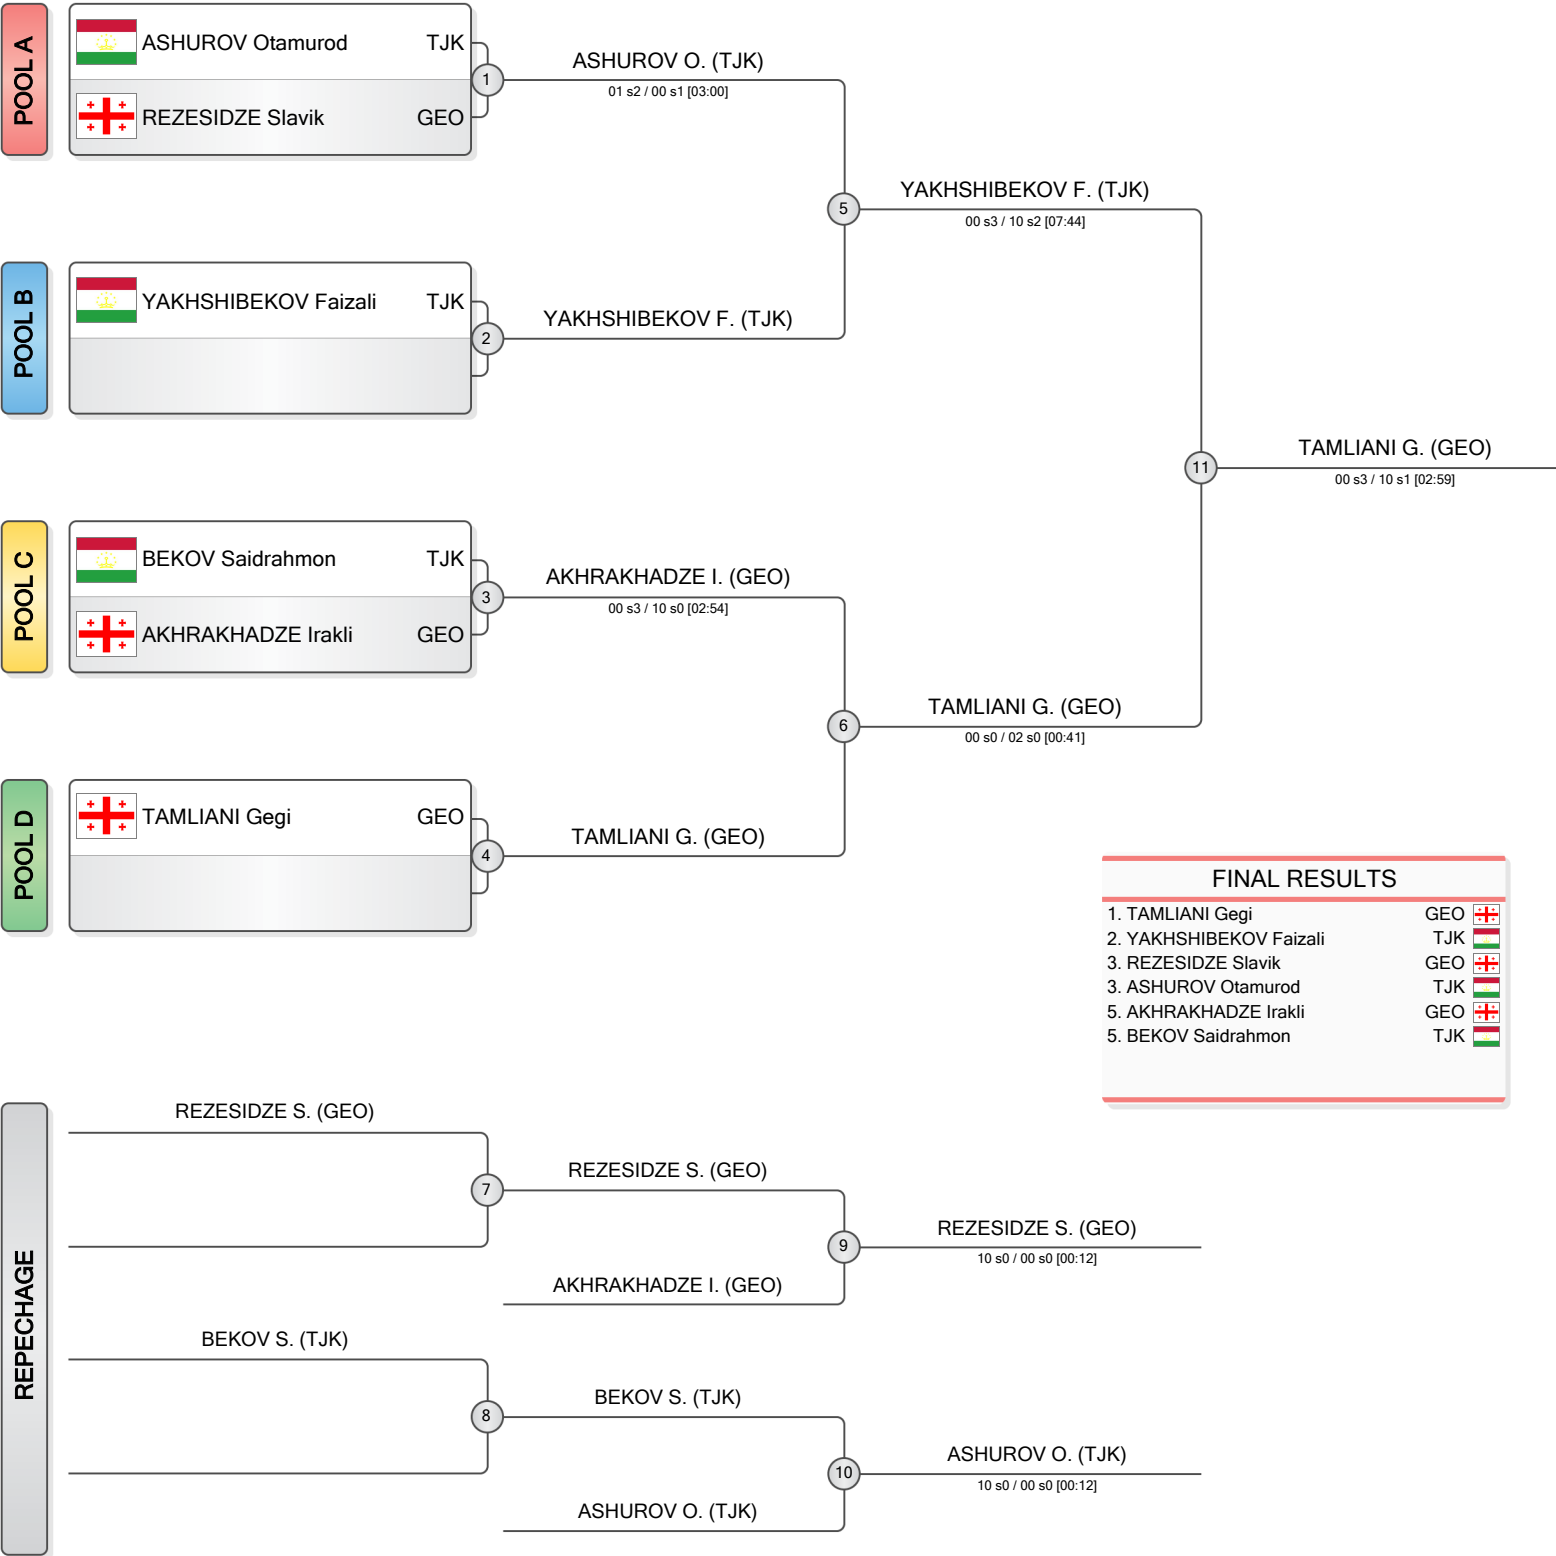 POOL A
ASHUROV Otamurod TJK
REZESIDZE Slavik GEO
1
ASHUROV O. (TJK)
01 s2 / 00 s1 [03:00]
5
YAKHSHIBEKOV F. (TJK)
00 s3 / 10 s2 [07:44]
POOL B
YAKHSHIBEKOV Faizali TJK
2
YAKHSHIBEKOV F. (TJK)
11
TAMLIANI G. (GEO)
00 s3 / 10 s1 [02:59]
POOL C
BEKOV Saidrahmon TJK
AKHRAKHADZE Irakli GEO
3
AKHRAKHADZE I. (GEO)
00 s3 / 10 s0 [02:54]
6
TAMLIANI G. (GEO)
00 s0 / 02 s0 [00:41]
POOL D
TAMLIANI Gegi GEO
4
TAMLIANI G. (GEO)
FINAL RESULTS
1. TAMLIANI Gegi GEO
2. YAKHSHIBEKOV Faizali TJK
3. REZESIDZE Slavik GEO
3. ASHUROV Otamurod TJK
5. AKHRAKHADZE Irakli GEO
5. BEKOV Saidrahmon TJK
REPECHAGE
REZESIDZE S. (GEO)
7
REZESIDZE S. (GEO)
AKHRAKHADZE I. (GEO)
9
REZESIDZE S. (GEO)
10 s0 / 00 s0 [00:12]
BEKOV S. (TJK)
8
BEKOV S. (TJK)
ASHUROV O. (TJK)
10
ASHUROV O. (TJK)
10 s0 / 00 s0 [00:12]